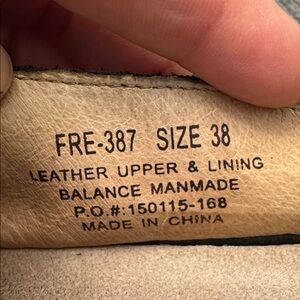 FRE-387 SIZE 38
LEATHER UPPER & LINING
BALANCE MANMADE
P.O.#:150115-168
MADE IN CHINA